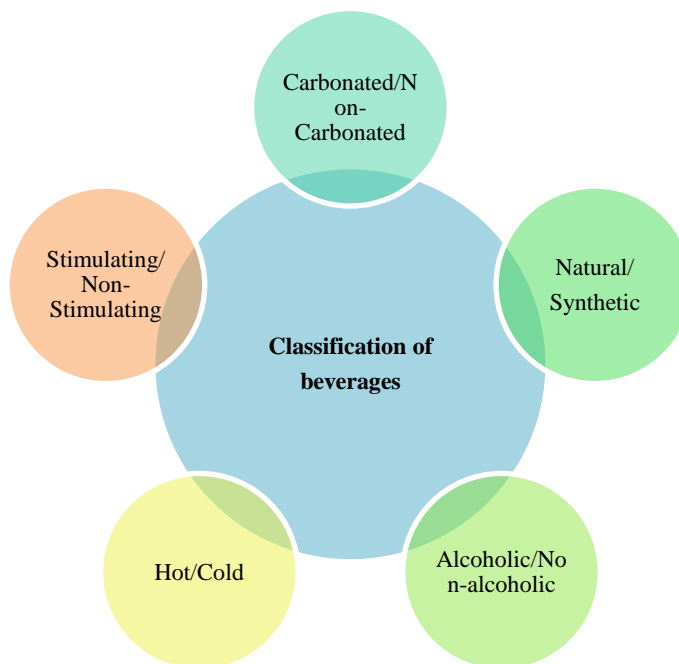 Carbonated/N
on-
Carbonated
Stimulating/
Non-
Stimulating
Natural/
Synthetic
Classification of
beverages
Hot/Cold
Alcoholic/No
n-alcoholic